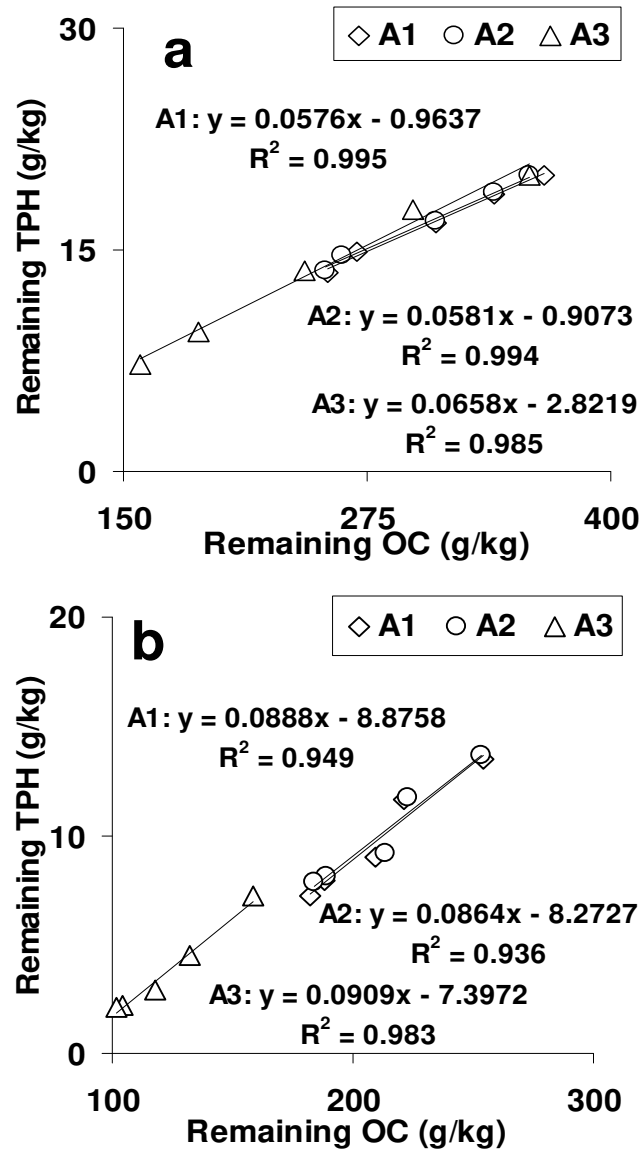 30
a
A1 A2 A3
A1: y = 0.0576x - 0.9637
R² = 0.995
Remaining TPH (g/kg)
15
A2: y = 0.0581x - 0.9073
R² = 0.994
A3: y = 0.0658x - 2.8219
R² = 0.985
0
150 275 400
Remaining OC (g/kg)
20
b
A1 A2 A3
A1: y = 0.0888x - 8.8758
R² = 0.949
Remaining TPH (g/kg)
10
A2: y = 0.0864x - 8.2727
R² = 0.936
A3: y = 0.0909x - 7.3972
R² = 0.983
0
100 200 300
Remaining OC (g/kg)